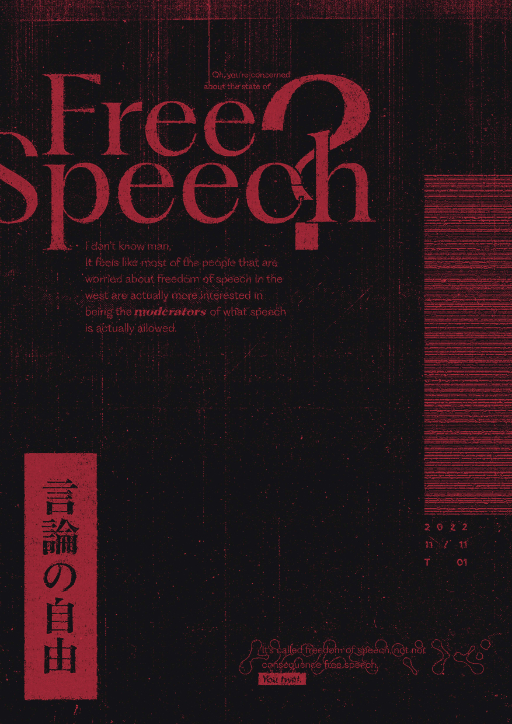 Oh, you're concerned
about the state of
Free
Speech?
I don't know man,
it feels like most of the people that are
worried about freedom of speech in the
west are actually more interested in
being the moderators of what speech
is actually allowed.
2022
11 / 11
T 01
言論の自由
It's called freedom of speech, not not
consequence free speech.
You twat.